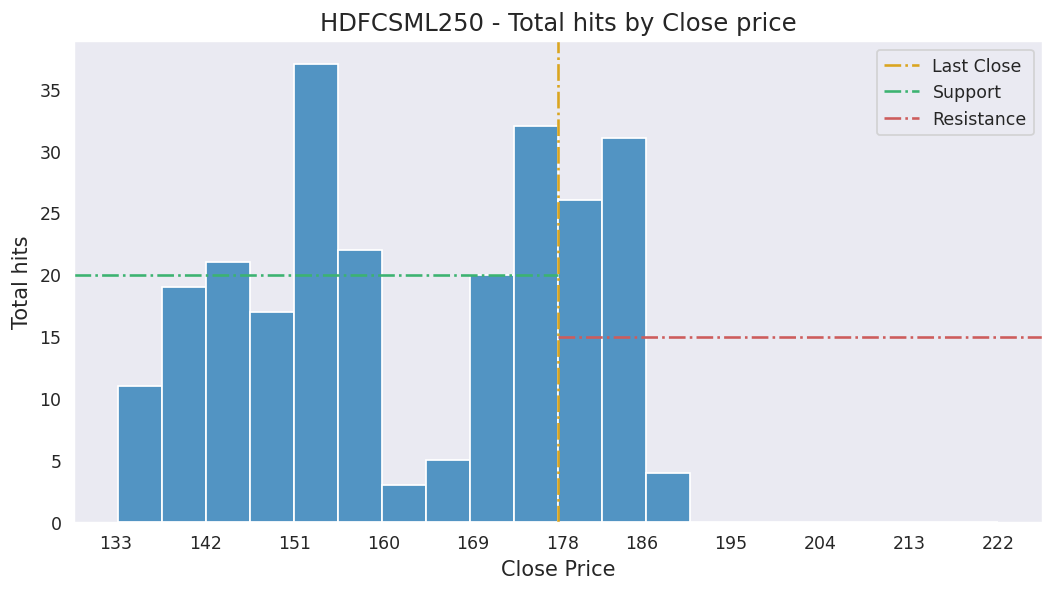 HDFCSML250 - Total hits by Close price
Last Close
Support
Resistance
Total hits
35
30
25
20
15
10
5
0
133 142 151 160 169 178 186 195 204 213 222
Close Price